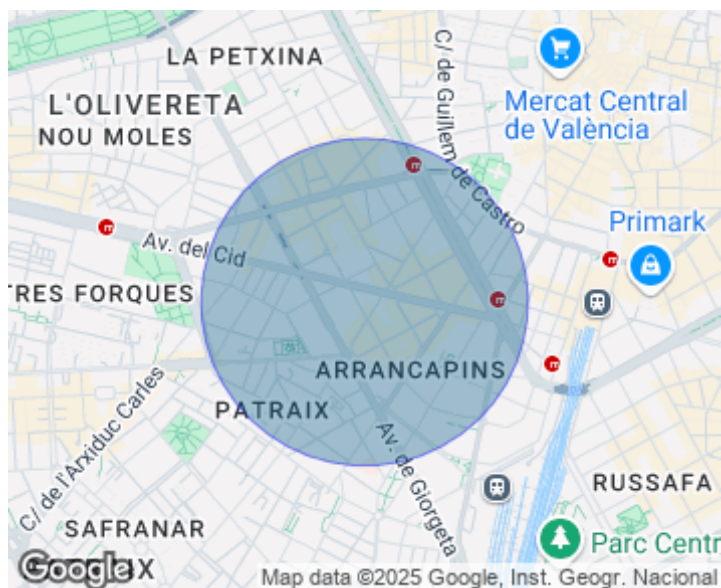 LA PETXINA
C/ de Guillem de Castro
L'OLIVERETA
NOU MOLES
Mercat Central
de València
Av. del Cid
Primark
TRES FORQUES
ARRANCAPINS
PATRAIX
C/ de l'Arxiduc Carles
Av. de Giorgeta
RUSSAFA
SAFRANAR
Parc Centr
Google
IX
Map data ©2025 Google, Inst. Geogr. Nacional